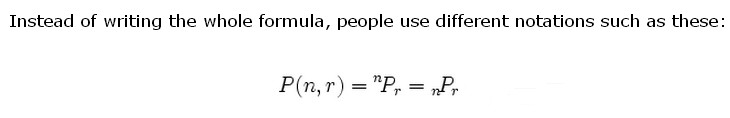 Instead of writing the whole formula, people use different notations such as these:
P(n, r) = ⁿPᵣ = ₙPᵣ